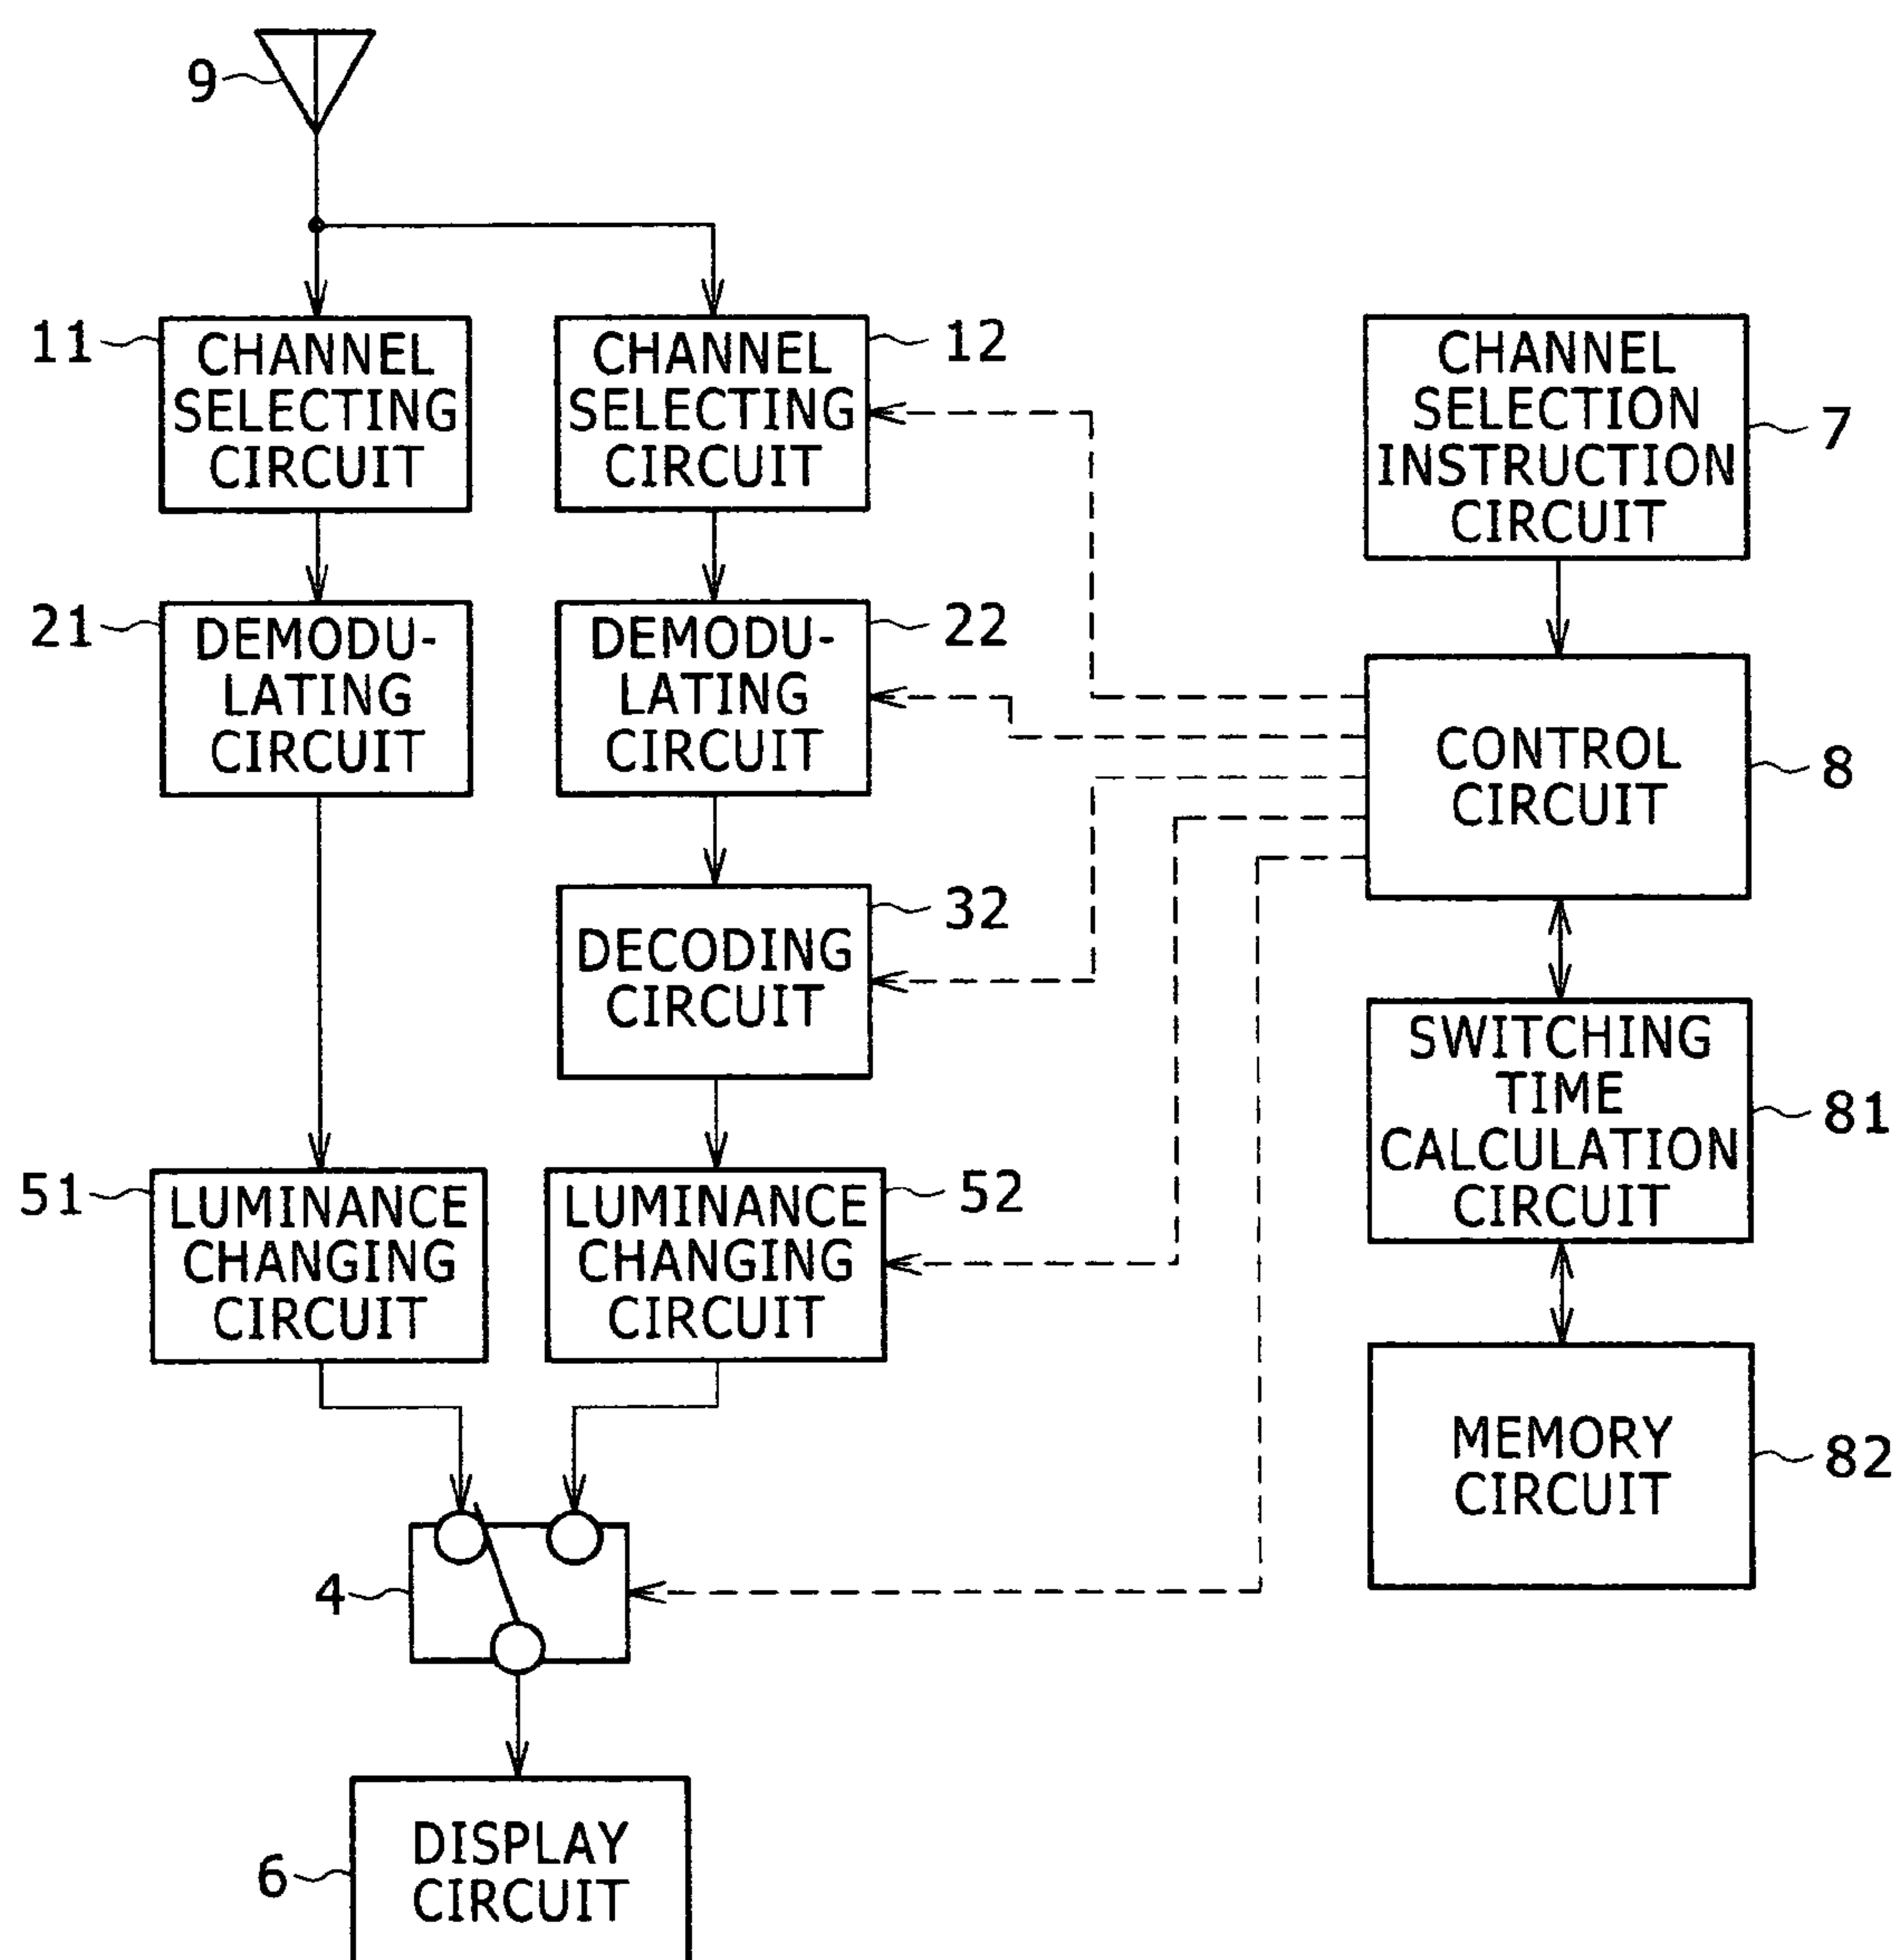 9
11
CHANNEL
SELECTING
CIRCUIT
12
CHANNEL
SELECTING
CIRCUIT
CHANNEL
SELECTION
INSTRUCTION
CIRCUIT
7
21
DEMODU-
LATING
CIRCUIT
22
DEMODU-
LATING
CIRCUIT
CONTROL
CIRCUIT
8
32
DECODING
CIRCUIT
SWITCHING
TIME
CALCULATION
CIRCUIT
81
51
LUMINANCE
CHANGING
CIRCUIT
52
LUMINANCE
CHANGING
CIRCUIT
MEMORY
CIRCUIT
82
4
6
DISPLAY
CIRCUIT